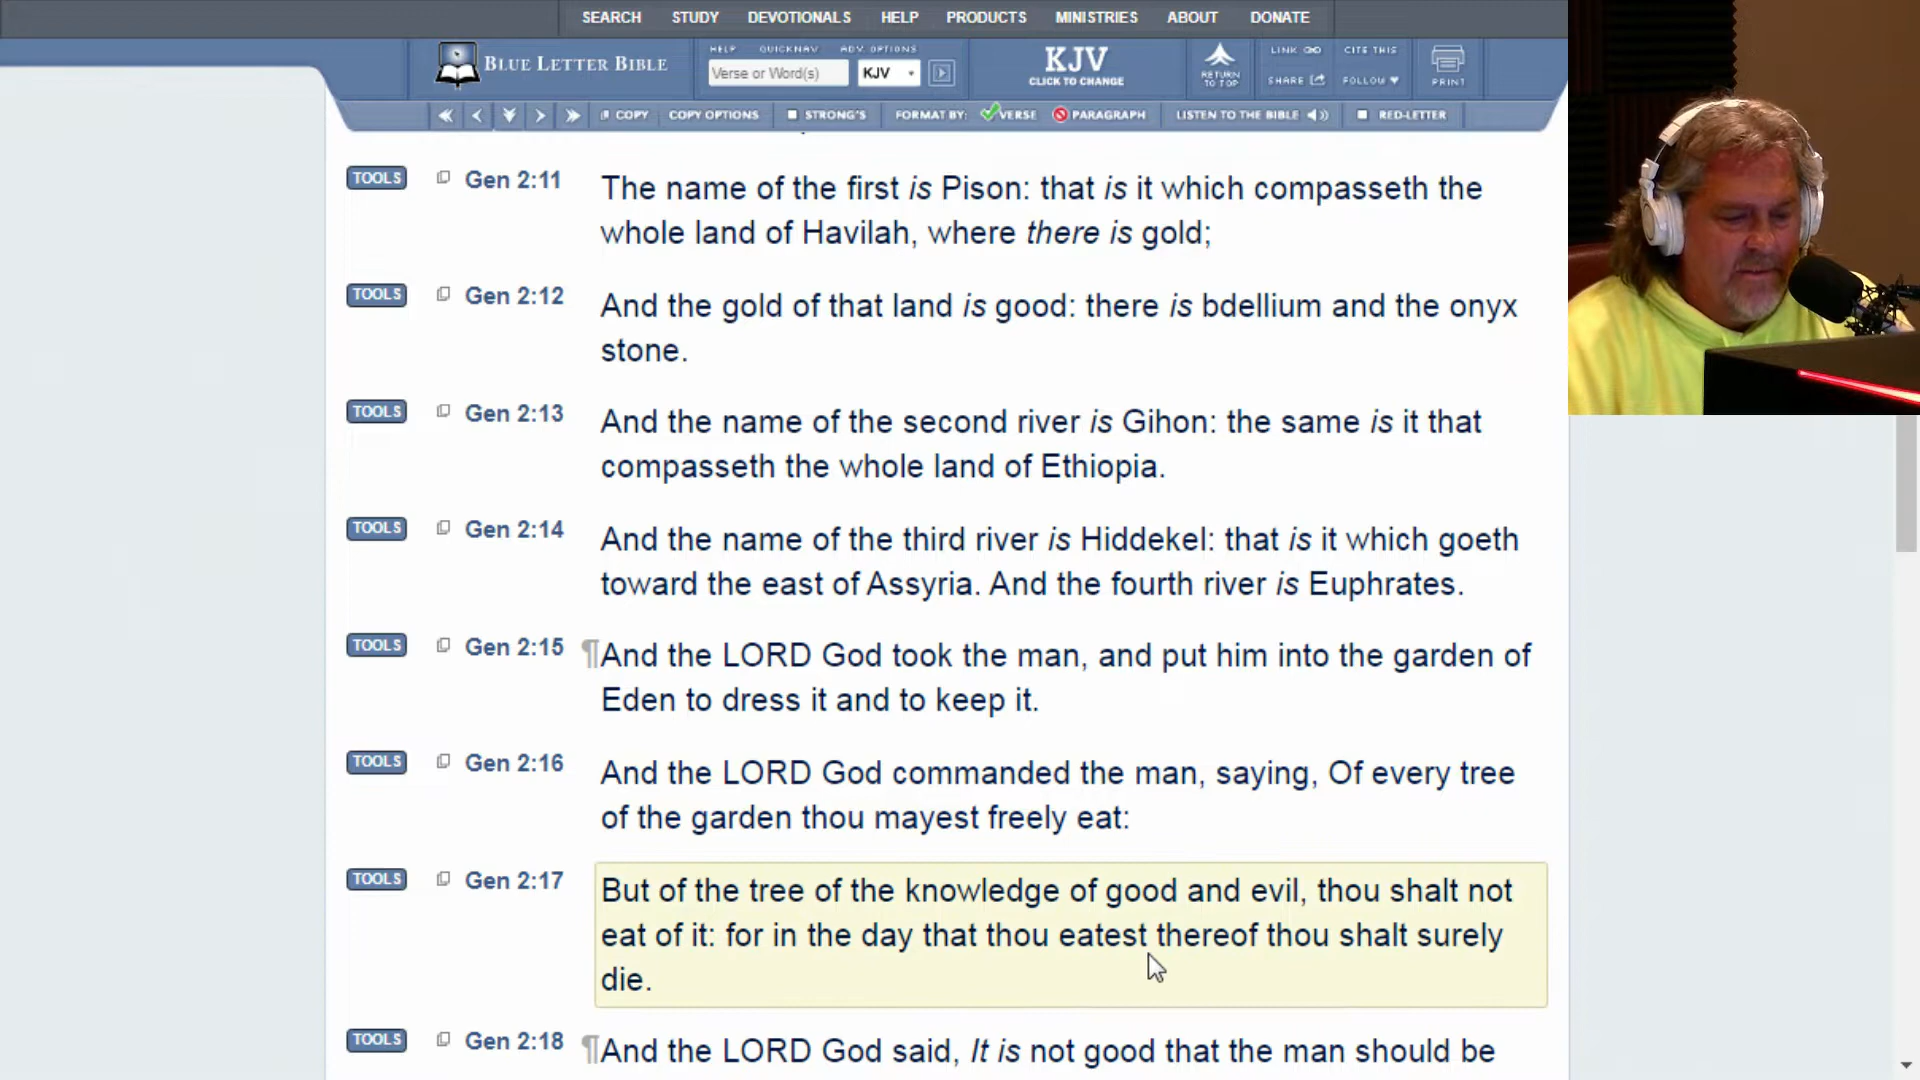 SEARCH STUDY DEVOTIONALS HELP PRODUCTS MINISTRIES ABOUT DONATE
BLUE LETTER BIBLE
HELP QUICKNAV ADV. OPTIONS
Verse or Word(s) KJV
KJV
CLICK TO CHANGE
RETURN
TO TOP
LINK CITE THIS
SHARE FOLLOW
PRINT
COPY COPY OPTIONS STRONG'S FORMAT BY: VERSE PARAGRAPH LISTEN TO THE BIBLE RED-LETTER
TOOLS Gen 2:11 The name of the first is Pison: that is it which compasseth the
whole land of Havilah, where there is gold;
TOOLS Gen 2:12 And the gold of that land is good: there is bdellium and the onyx
stone.
TOOLS Gen 2:13 And the name of the second river is Gihon: the same is it that
compasseth the whole land of Ethiopia.
TOOLS Gen 2:14 And the name of the third river is Hiddekel: that is it which goeth
toward the east of Assyria. And the fourth river is Euphrates.
TOOLS Gen 2:15 ¶And the LORD God took the man, and put him into the garden of
Eden to dress it and to keep it.
TOOLS Gen 2:16 And the LORD God commanded the man, saying, Of every tree
of the garden thou mayest freely eat:
TOOLS Gen 2:17 But of the tree of the knowledge of good and evil, thou shalt not
eat of it: for in the day that thou eatest thereof thou shalt surely
die.
TOOLS Gen 2:18 ¶And the LORD God said, It is not good that the man should be